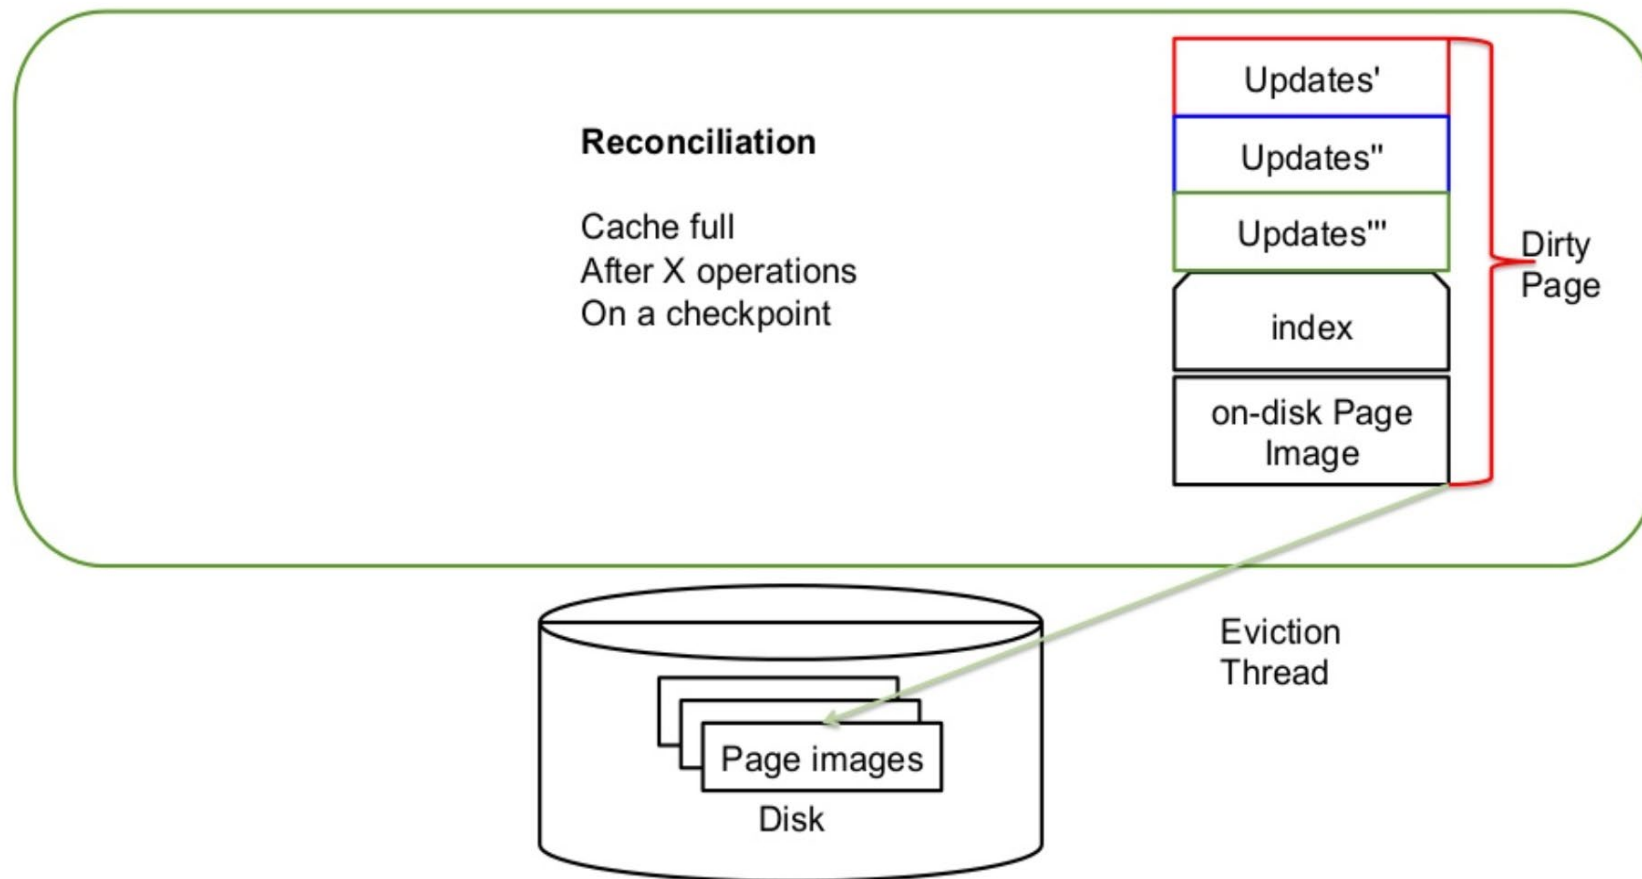 Reconciliation
Cache full
After X operations
On a checkpoint
Updates'
Updates"
Updates'"
index
on-disk Page
Image
Dirty
Page
Eviction
Thread
Page images
Disk